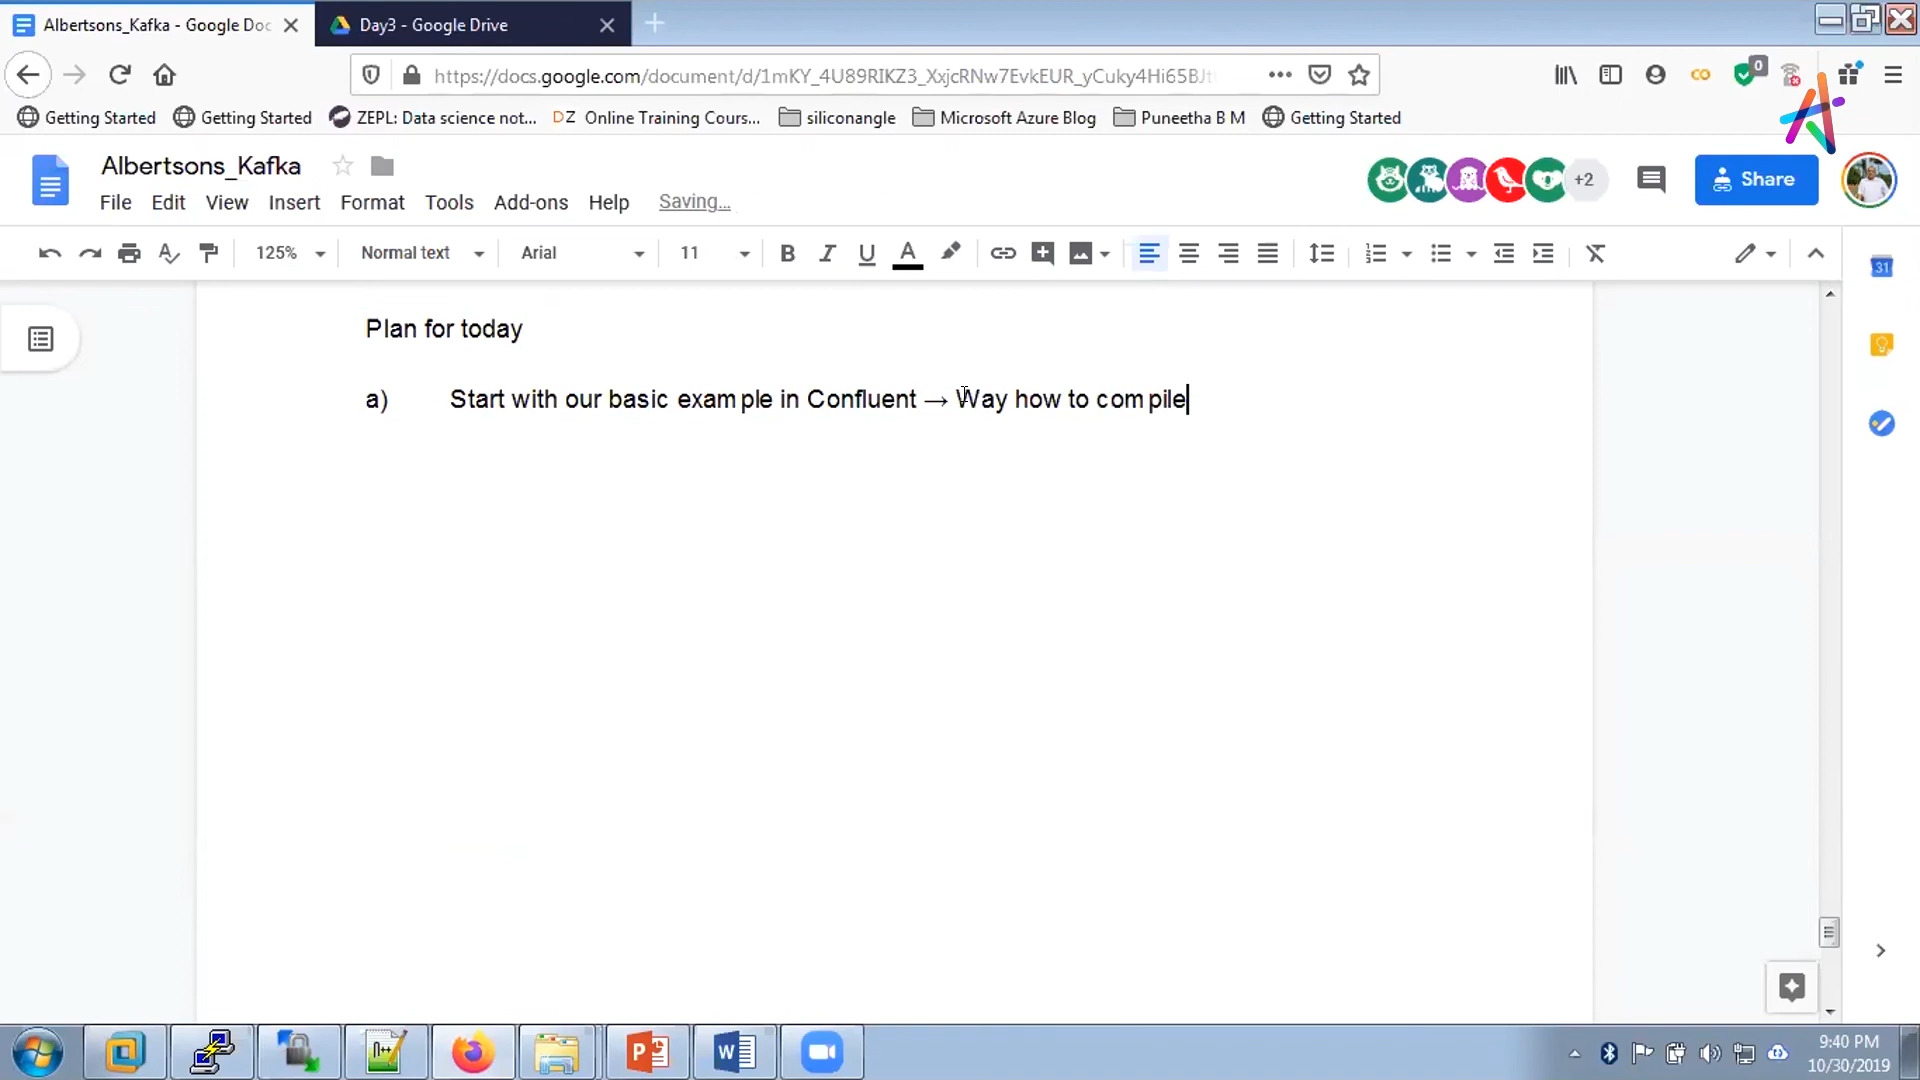 Albertsons_Kafka - Google Doc
Day3 - Google Drive
https://docs.google.com/document/d/1mKY_4U89RIKZ3_XxjcRNw7EvkEUR_yCuky4Hi65BJt
0
Getting Started
Getting Started
ZEPL: Data science not...
DZ Online Training Cours...
siliconangle
Microsoft Azure Blog
Puneetha B M
Getting Started
Albertsons_Kafka
+2
Share
File Edit View Insert Format Tools Add-ons Help Saving...
125% Normal text Arial 11 B I U A
31
Plan for today
a) Start with our basic example in Confluent → Way how to compile
9:40 PM
10/30/2019